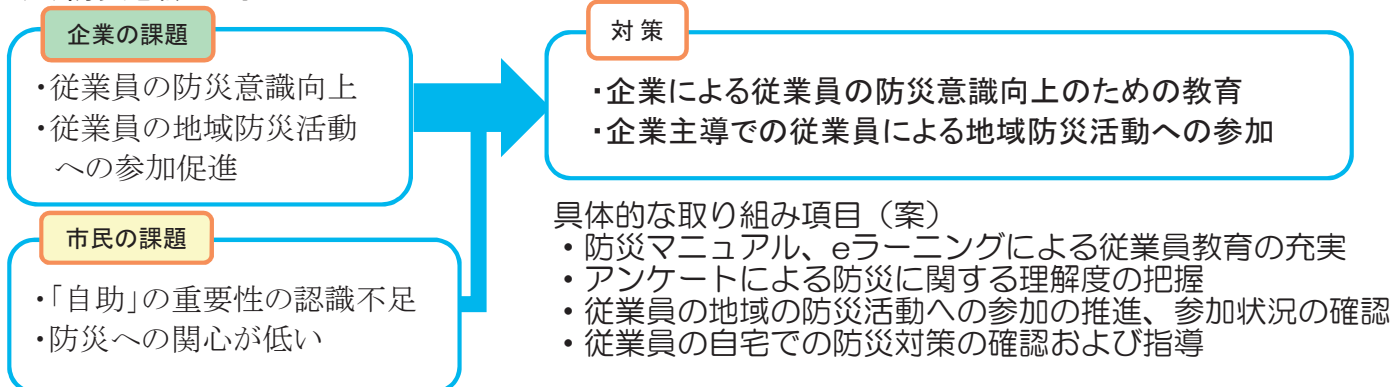 企業の課題
・従業員の防災意識向上
・従業員の地域防災活動
への参加促進
市民の課題
・「自助」の重要性の認識不足
・防災への関心が低い
対 策
・企業による従業員の防災意識向上のための教育
・企業主導での従業員による地域防災活動への参加
具体的な取り組み項目（案）
・防災マニュアル、eラーニングによる従業員教育の充実
・アンケートによる防災に関する理解度の把握
・従業員の地域の防災活動への参加の推進、参加状況の確認
・従業員の自宅での防災対策の確認および指導